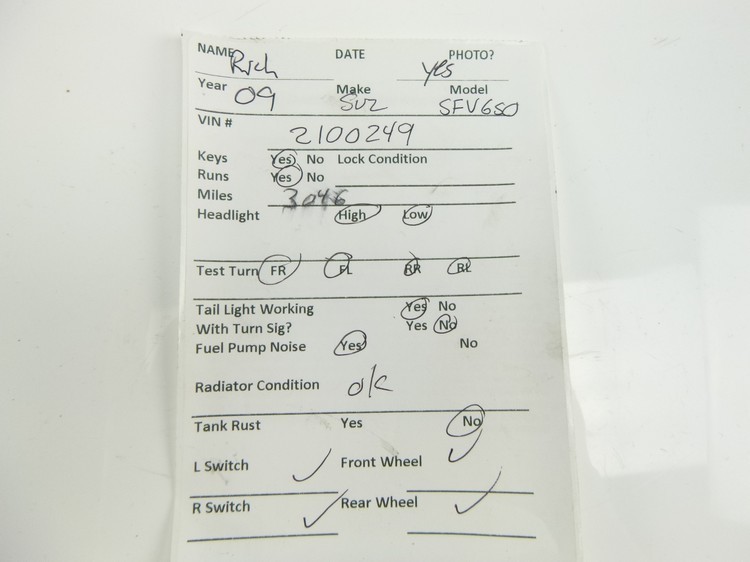 NAME Rich DATE PHOTO? yes
Year 09 Make Suz Model SFV650
VIN # 2100249
Keys Yes No Lock Condition
Runs Yes No
Miles 3046
Headlight High Low
Test Turn FR FL RR RL
Tail Light Working Yes No
With Turn Sig? Yes No
Fuel Pump Noise Yes No
Radiator Condition o/k
Tank Rust Yes No
L Switch ✓ Front Wheel ✓
R Switch ✓ Rear Wheel ✓